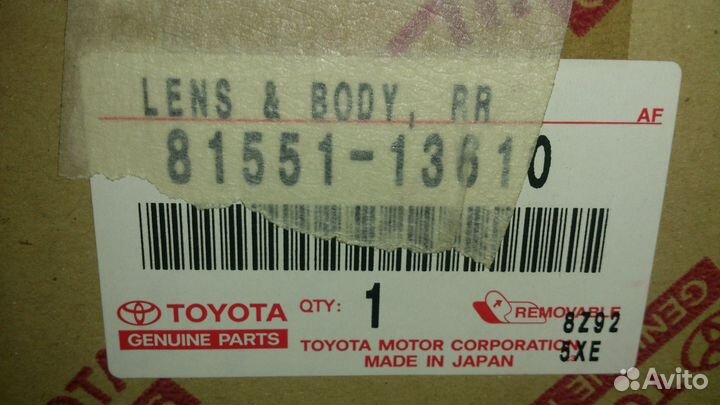 LENS & BODY, RR
AF
81551-13610
TOYOTA
GENUINE PARTS
QTY: 1
REMOVABLE
8Z92
TOYOTA MOTOR CORPORATION
5XE
MADE IN JAPAN
Avito